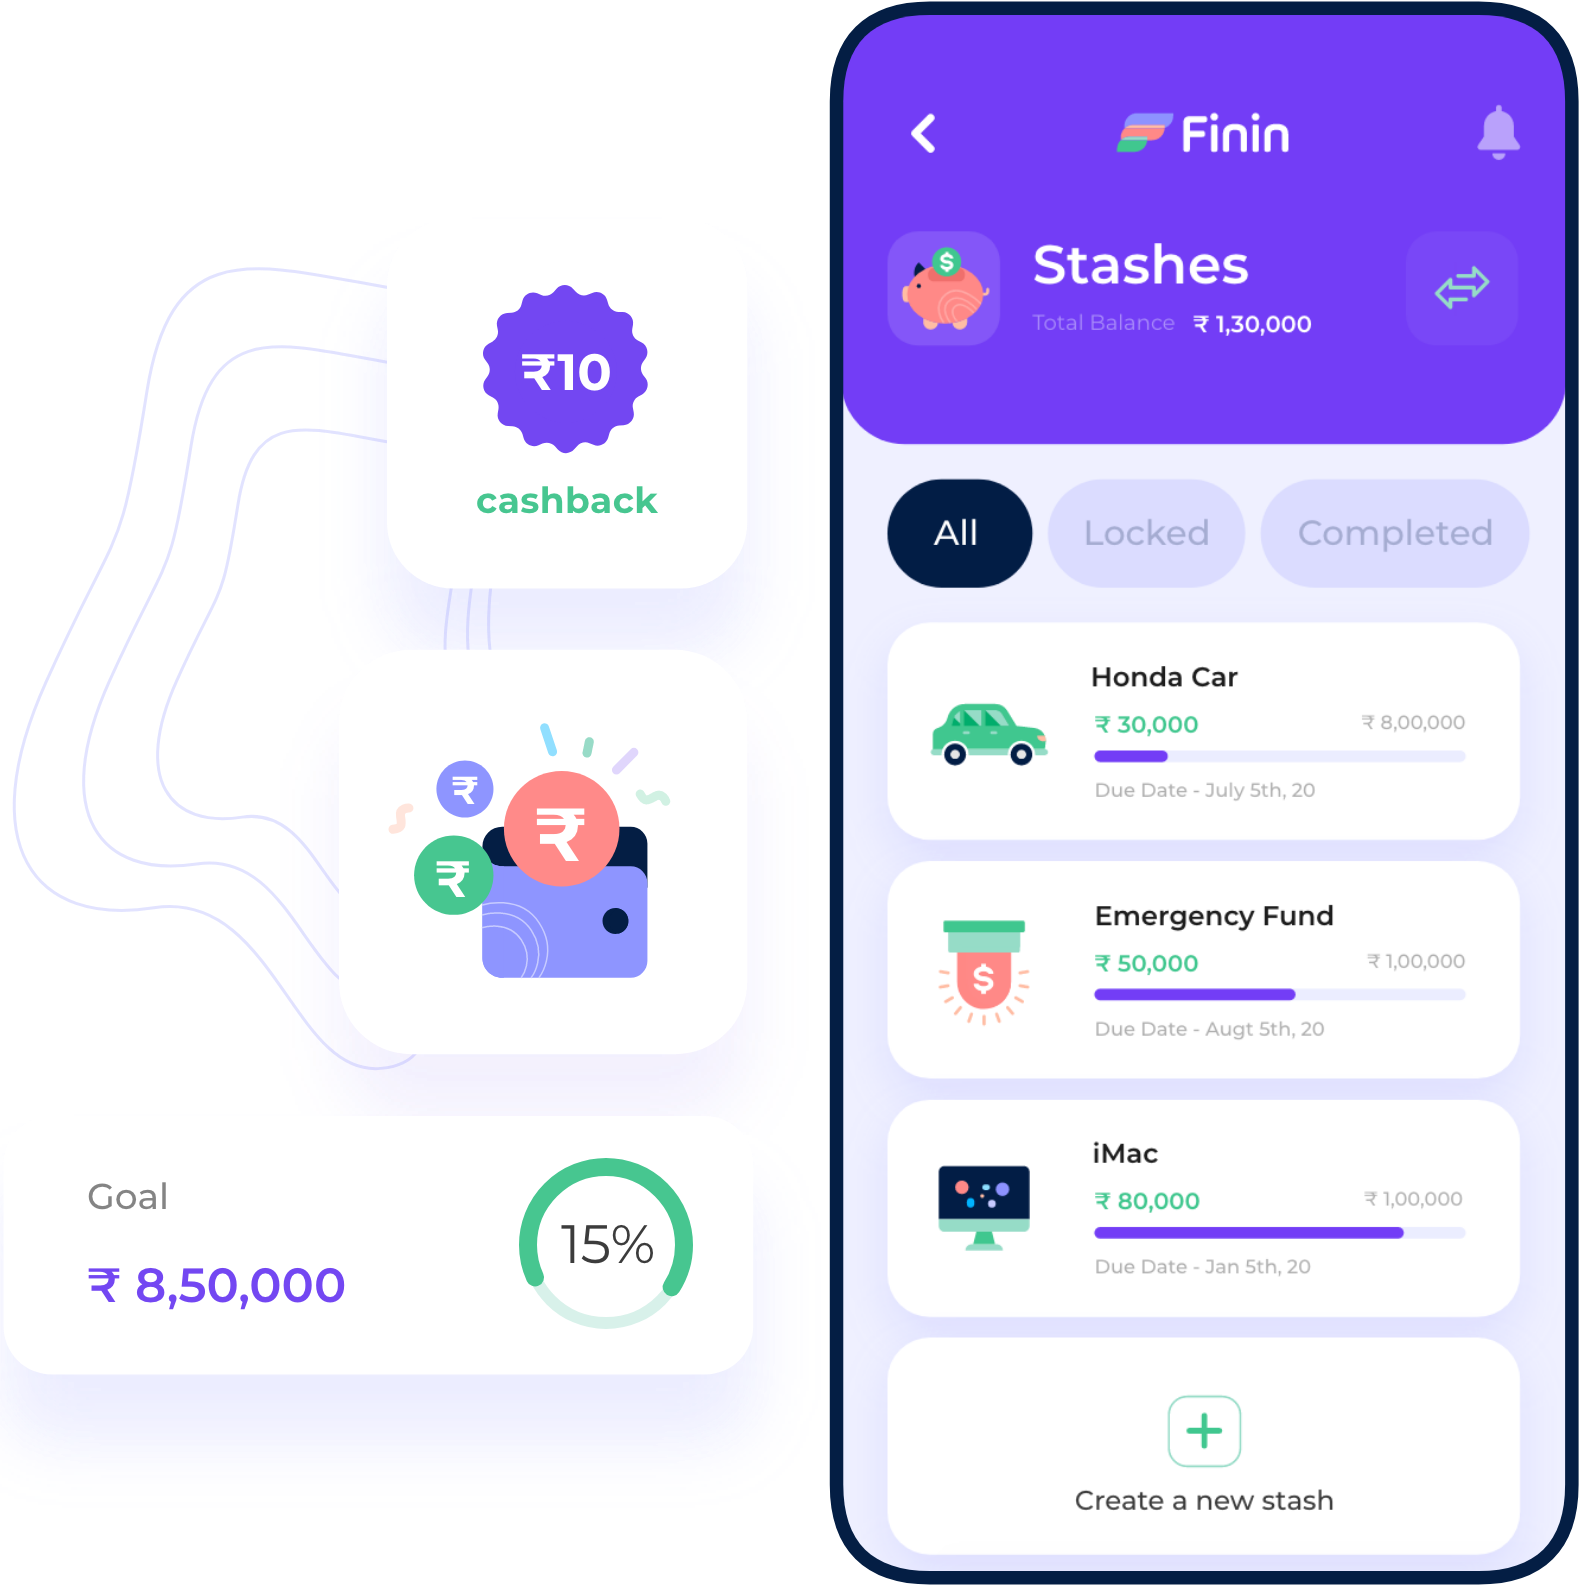 ₹10
cashback
₹
₹
₹
Goal
₹ 8,50,000
15%
Finin
$
Stashes
Total Balance ₹ 1,30,000
All Locked Completed
Honda Car
₹ 30,000 ₹ 8,00,000
Due Date - July 5th, 20
Emergency Fund
$
₹ 50,000 ₹ 1,00,000
Due Date - Augt 5th, 20
iMac
₹ 80,000 ₹ 1,00,000
Due Date - Jan 5th, 20
Create a new stash